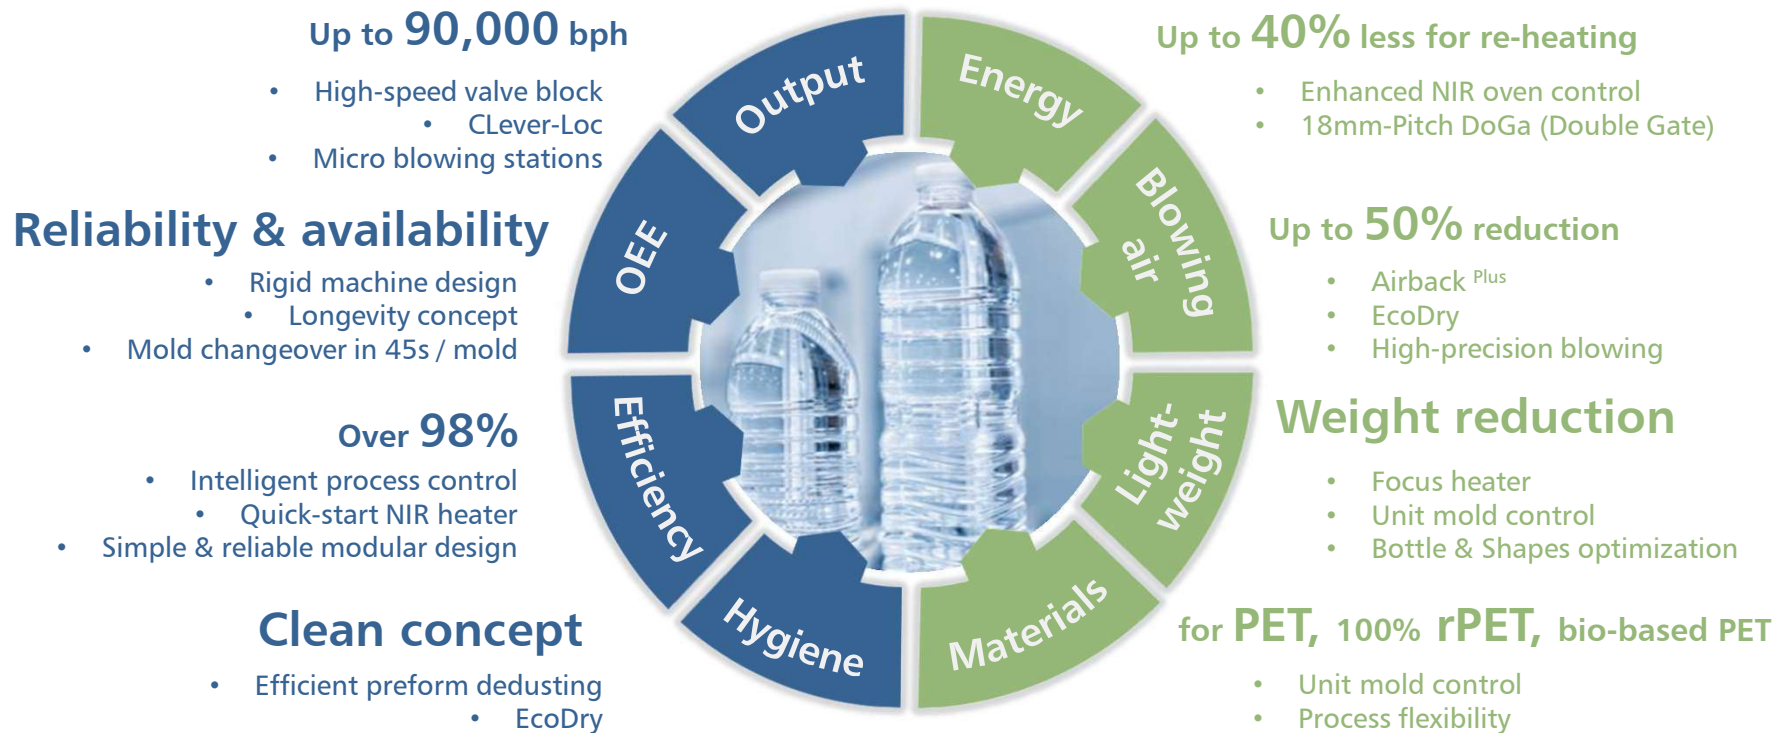 Up to 90,000 bph
• High-speed valve block
• CLever-Loc
• Micro blowing stations
Reliability & availability
• Rigid machine design
• Longevity concept
• Mold changeover in 45s / mold
Over 98%
• Intelligent process control
• Quick-start NIR heater
• Simple & reliable modular design
Clean concept
• Efficient preform dedusting
• EcoDry
Output
OEE
Efficiency
Hygiene
Energy
Blowing
air
Light-
weight
Materials
Up to 40% less for re-heating
• Enhanced NIR oven control
• 18mm-Pitch DoGa (Double Gate)
Up to 50% reduction
• Airback Plus
• EcoDry
• High-precision blowing
Weight reduction
• Focus heater
• Unit mold control
• Bottle & Shapes optimization
for PET, 100% rPET, bio-based PET
• Unit mold control
• Process flexibility